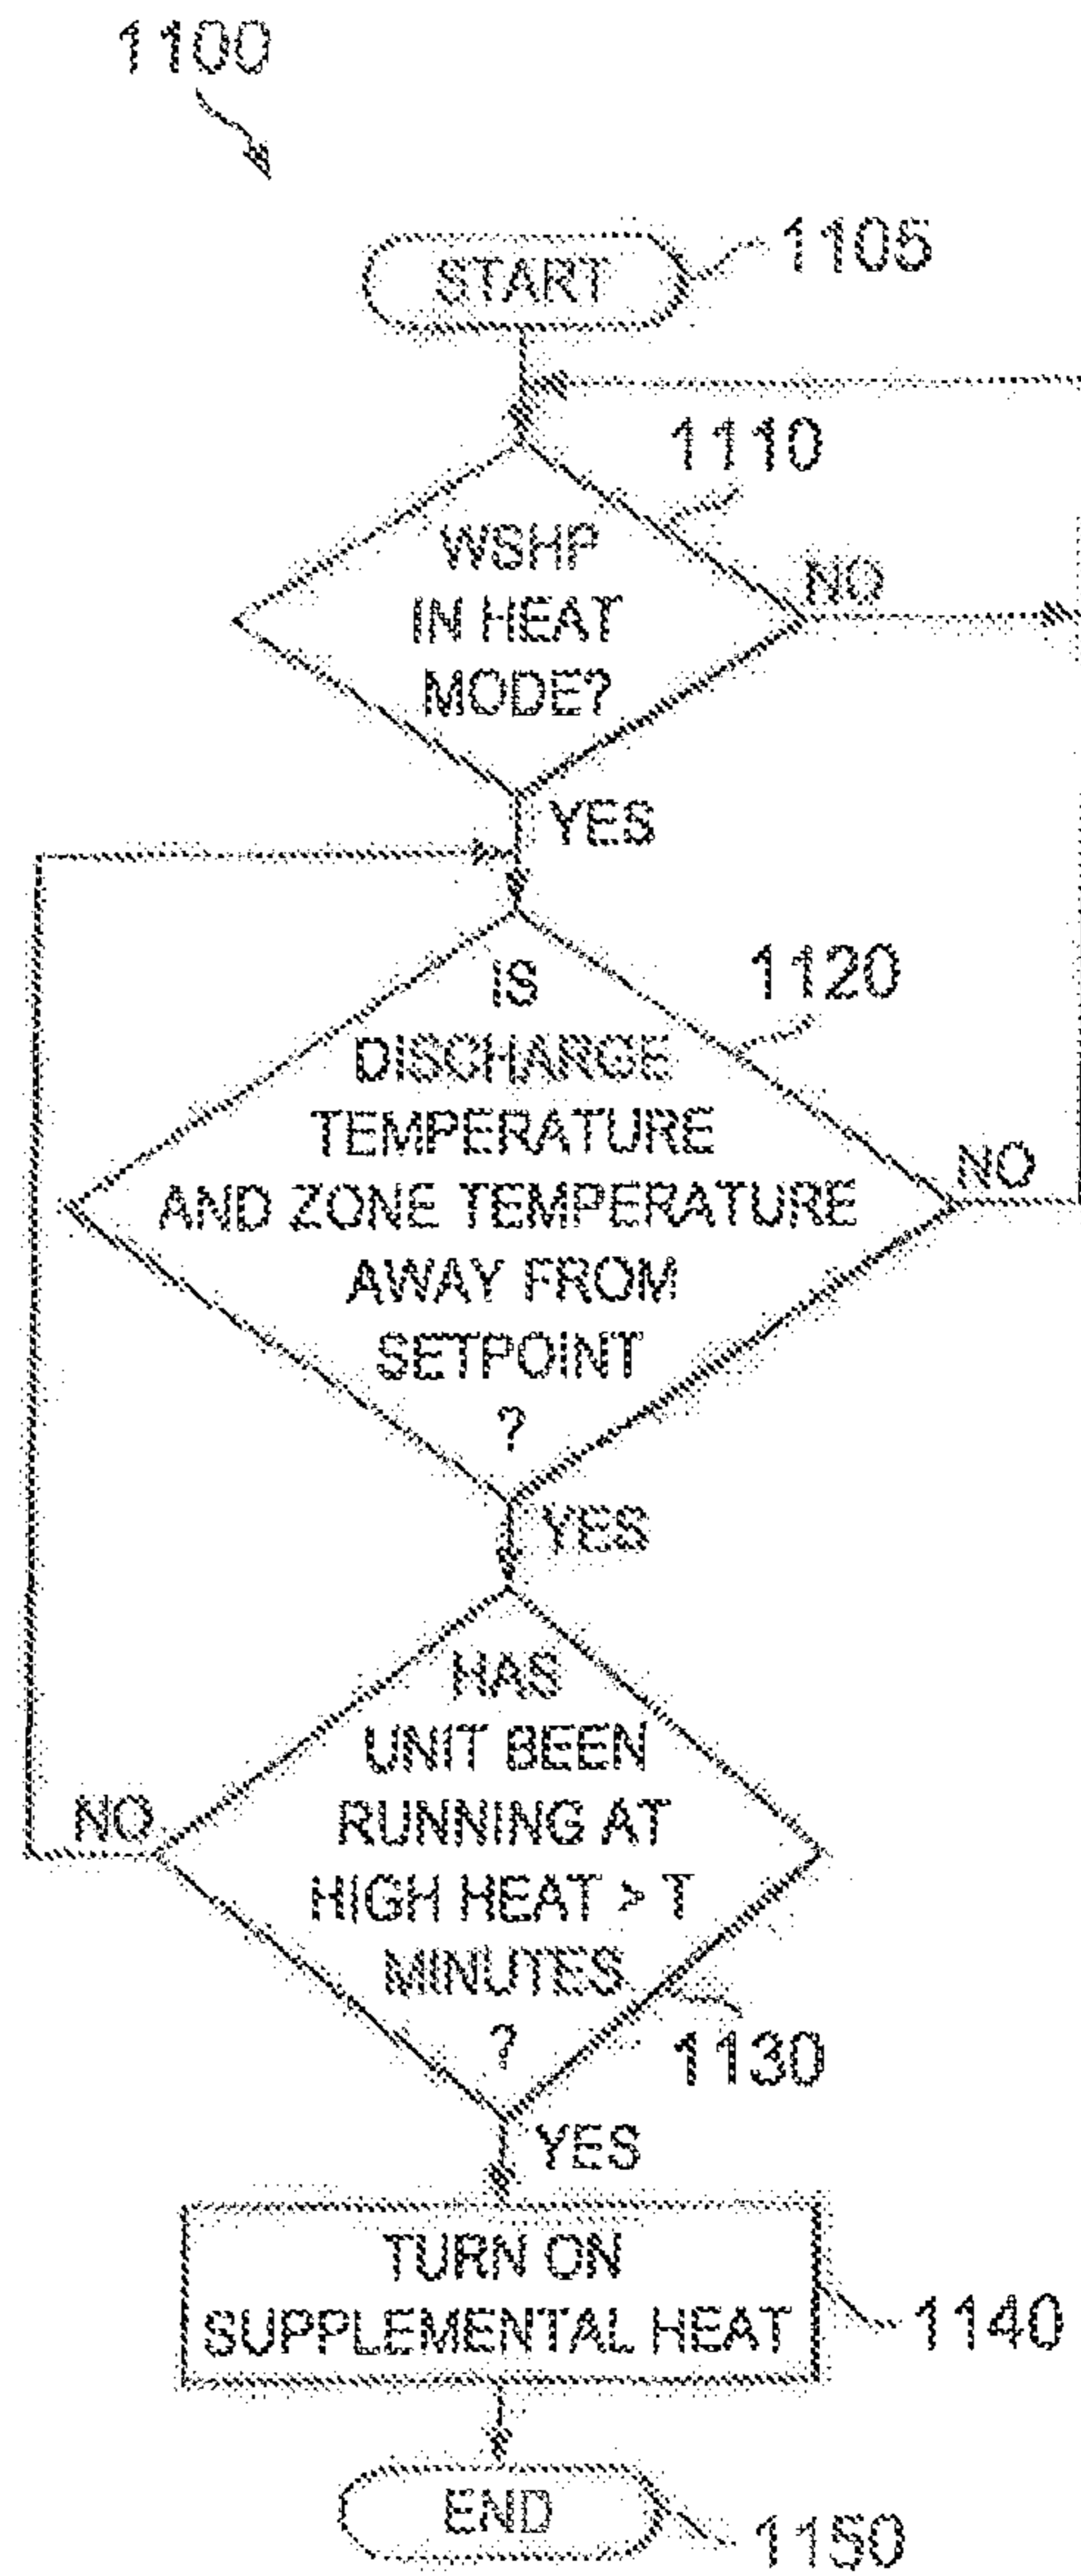 1100
START
1105
1110
WSHP
IN HEAT
MODE?
NO
YES
1120
IS
DISCHARGE
TEMPERATURE
AND ZONE TEMPERATURE
AWAY FROM
SETPOINT
?
NO
YES
HAS
UNIT BEEN
RUNNING AT
HIGH HEAT > T
MINUTES
?
NO
1130
YES
TURN ON
SUPPLEMENTAL HEAT
1140
END
1150